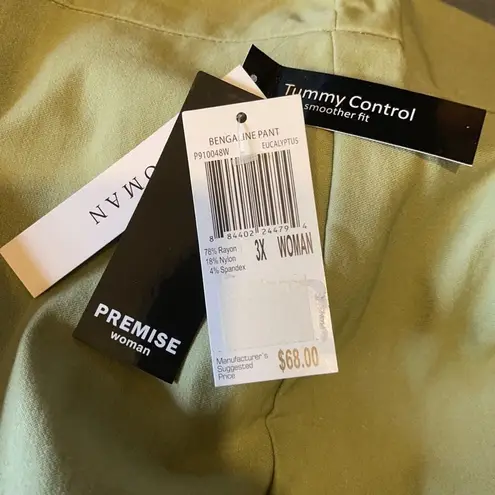 Tummy Control
smoother fit
BENGALINE PANT
P910048W EUCALYPTUS
8 84402 22479 4
78% Rayon
18% Nylon
4% Spandex
3X WOMAN
Manufacturer's
Suggested
Price
$68.00
PREMISE
woman
OMAN